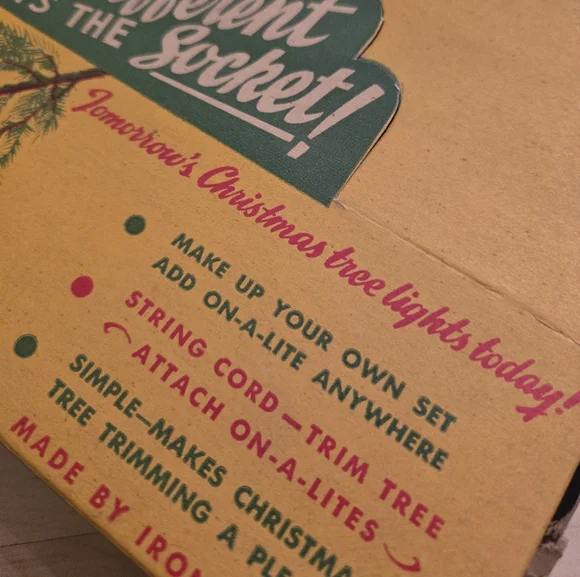 THE
Socket!
Tomorrow's Christmas tree lights today!
MAKE UP YOUR OWN SET
ADD ON-A-LITE ANYWHERE
STRING CORD—TRIM TREE
ATTACH ON-A-LITES
SIMPLE—MAKES
TREE TRIMMING A
MADE BY